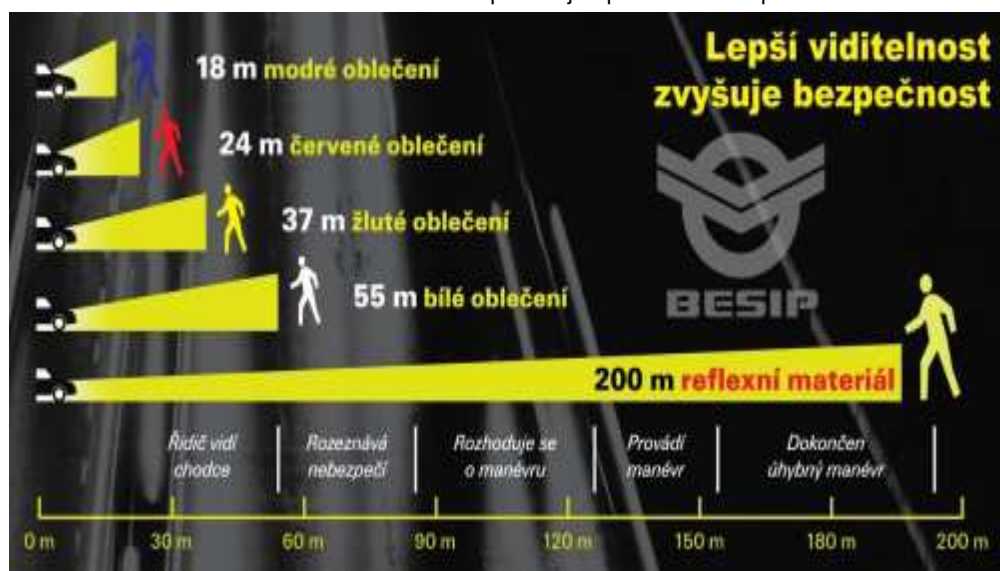 Lepší viditelnost
zvyšuje bezpečnost
18 m modré oblečení
24 m červené oblečení
37 m žluté oblečení
55 m bílé oblečení
BESIP
200 m reflexní materiál
Řidič vidí
chodce
Rozeznává
nebezpečí
Rozhoduje se
o manévru
Provádí
manévr
Dokončen
úhybný manévr
0 m 30 m 60 m 90 m 120 m 150 m 180 m 200 m